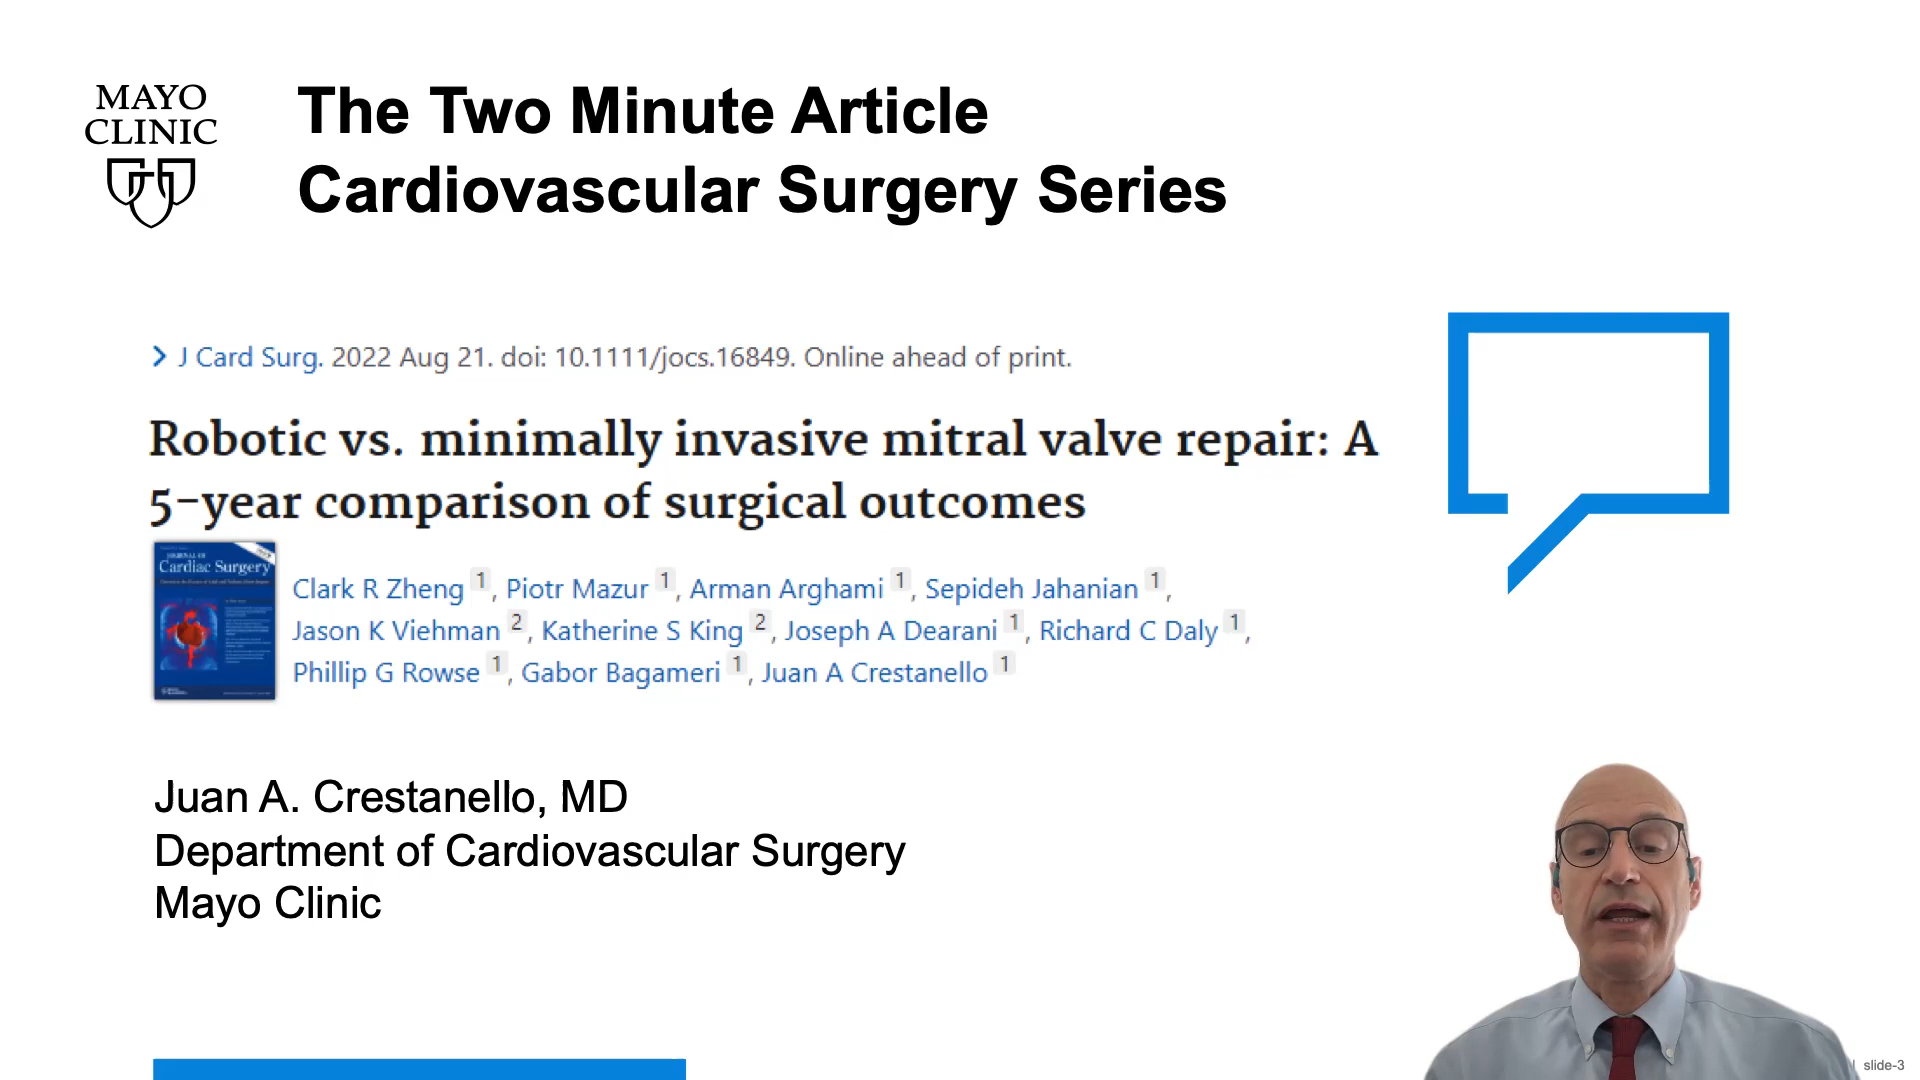 MAYO
CLINIC
The Two Minute Article
Cardiovascular Surgery Series
J Card Surg. 2022 Aug 21. doi: 10.1111/jocs.16849. Online ahead of print.
Robotic vs. minimally invasive mitral valve repair: A
5-year comparison of surgical outcomes
JOURNAL OF
Cardiac Surgery
Clark R Zheng 1, Piotr Mazur 1, Arman Arghami 1, Sepideh Jahanian 1,
Jason K Viehman 2, Katherine S King 2, Joseph A Dearani 1, Richard C Daly 1,
Phillip G Rowse 1, Gabor Bagameri 1, Juan A Crestanello 1
Juan A. Crestanello, MD
Department of Cardiovascular Surgery
Mayo Clinic
slide-3